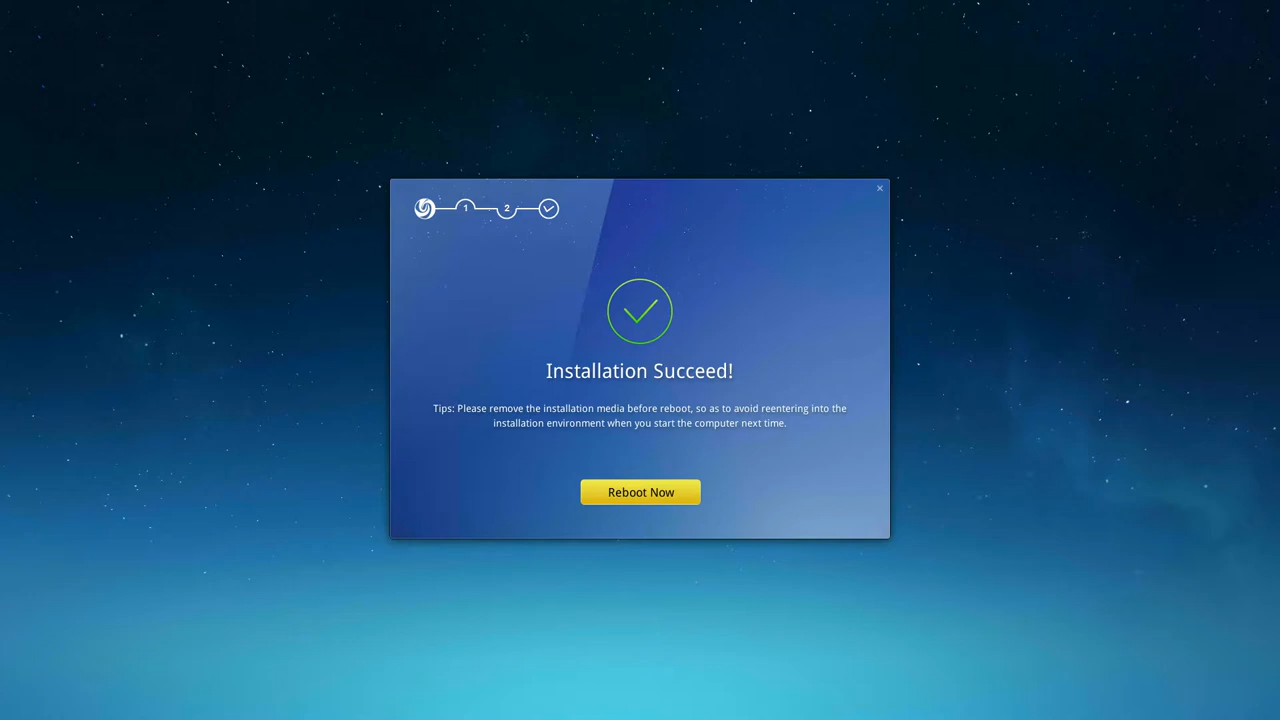 1 2
Installation Succeed!
Tips: Please remove the installation media before reboot, so as to avoid reentering into the
installation environment when you start the computer next time.
Reboot Now